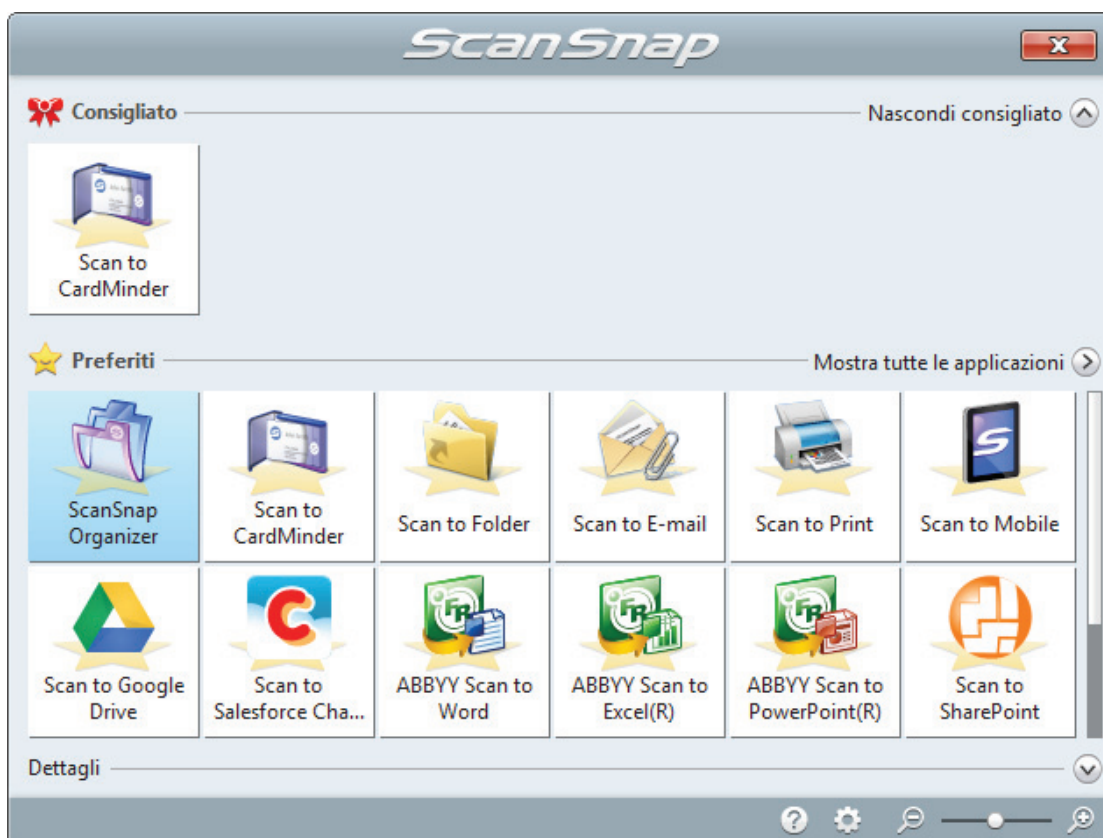 ScanSnap
Consigliato
Nascondi consigliato
Scan to
CardMinder
Preferiti
Mostra tutte le applicazioni
ScanSnap
Organizer
Scan to
CardMinder
Scan to Folder
Scan to E-mail
Scan to Print
Scan to Mobile
Scan to Google
Drive
Scan to
Salesforce Cha...
ABBYY Scan to
Word
ABBYY Scan to
Excel(R)
ABBYY Scan to
PowerPoint(R)
Scan to
SharePoint
Dettagli